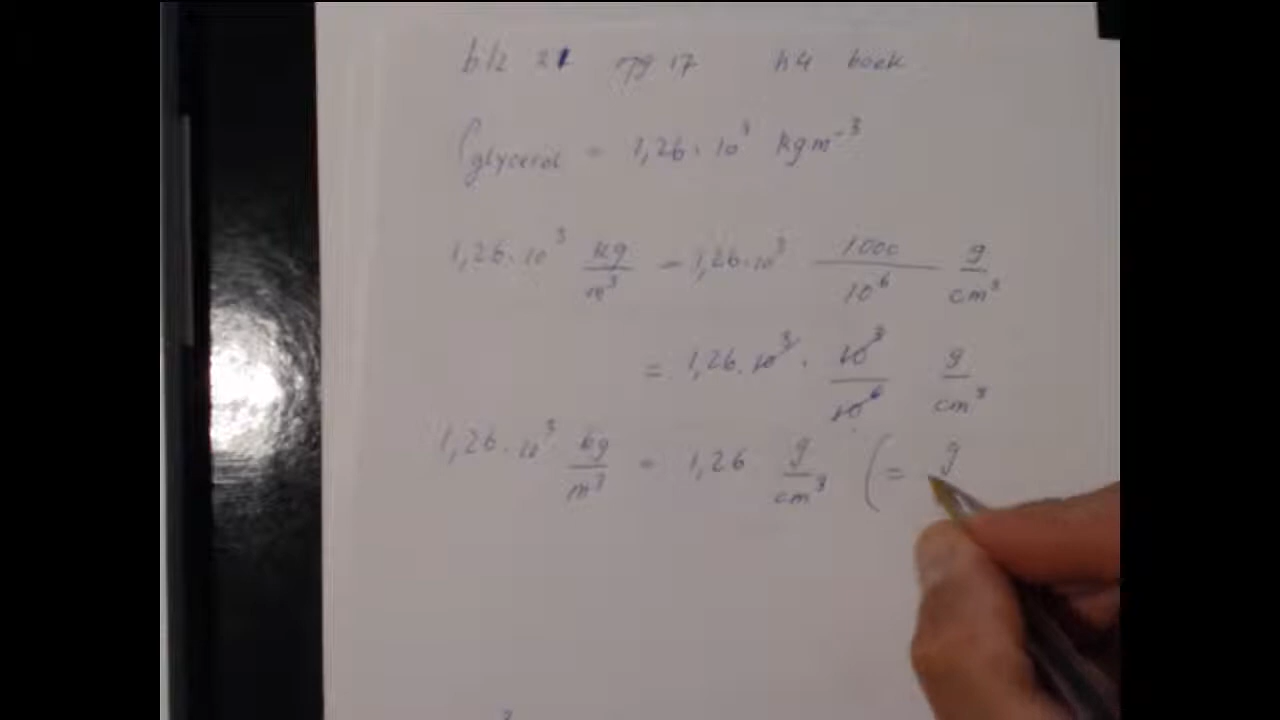 blz 21 opg 17 h4 boek
ρglycerol = 1,26 · 10³ kgm⁻³
1,26 · 10³ kg/m³ = 1,26 · 10³ 1000/10⁶ g/cm³
= 1,26 · 10³ · 10³/10⁶ g/cm³
1,26 · 10³ kg/m³ = 1,26 g/cm³ (= g